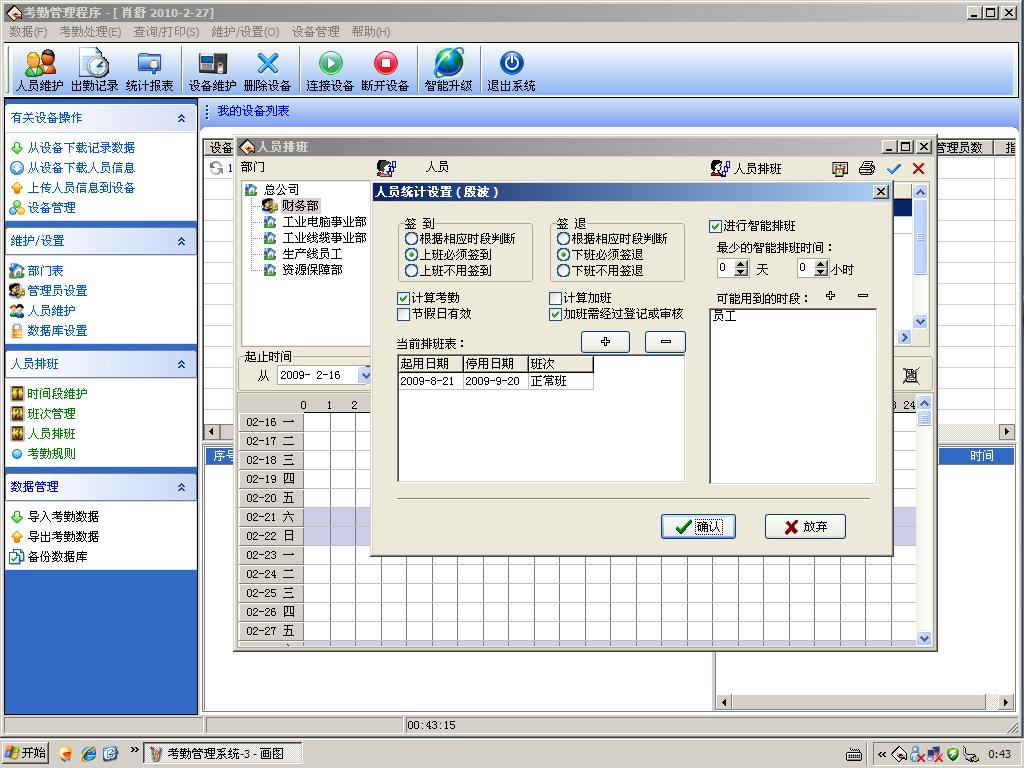 考勤管理程序 - [ 肖舒 2010-2-27]
数据(F) 考勤处理(E) 查询/打印(S) 维护/设置(O) 设备管理 帮助(H)
人员维护 出勤记录 统计报表 设备维护 删除设备 连接设备 断开设备 智能升级 退出系统
有关设备操作
从设备下载记录数据
从设备下载人员信息
上传人员信息到设备
设备管理
维护/设置
部门表
管理员设置
人员维护
数据库设置
人员排班
时间段维护
班次管理
人员排班
考勤规则
数据管理
导入考勤数据
导出考勤数据
备份数据库
我的设备列表
设备
管理员数 指
1
序号
时间
人员排班
部门 人员 人员排班
总公司
财务部
工业电脑事业部
工业线缆事业部
生产线员工
资源保障部
起止时间
从 2009- 2-16
0 1 2
24
02-16 一
02-17 二
02-18 三
02-19 四
02-20 五
02-21 六
02-22 日
02-23 一
02-24 二
02-25 三
02-26 四
02-27 五
人员统计设置(殷波)
签 到
根据相应时段判断
上班必须签到
上班不用签到
签 退
根据相应时段判断
下班必须签退
下班不用签退
计算考勤
节假日有效
计算加班
加班需经过登记或审核
当前排班表:
起用日期 停用日期 班次
2009-8-21 2009-9-20 正常班
进行智能排班
最少的智能排班时间:
0 天 0 小时
可能用到的时段:
员工
确认 放弃
00:43:15
开始 考勤管理系统-3 - 画图 0:43